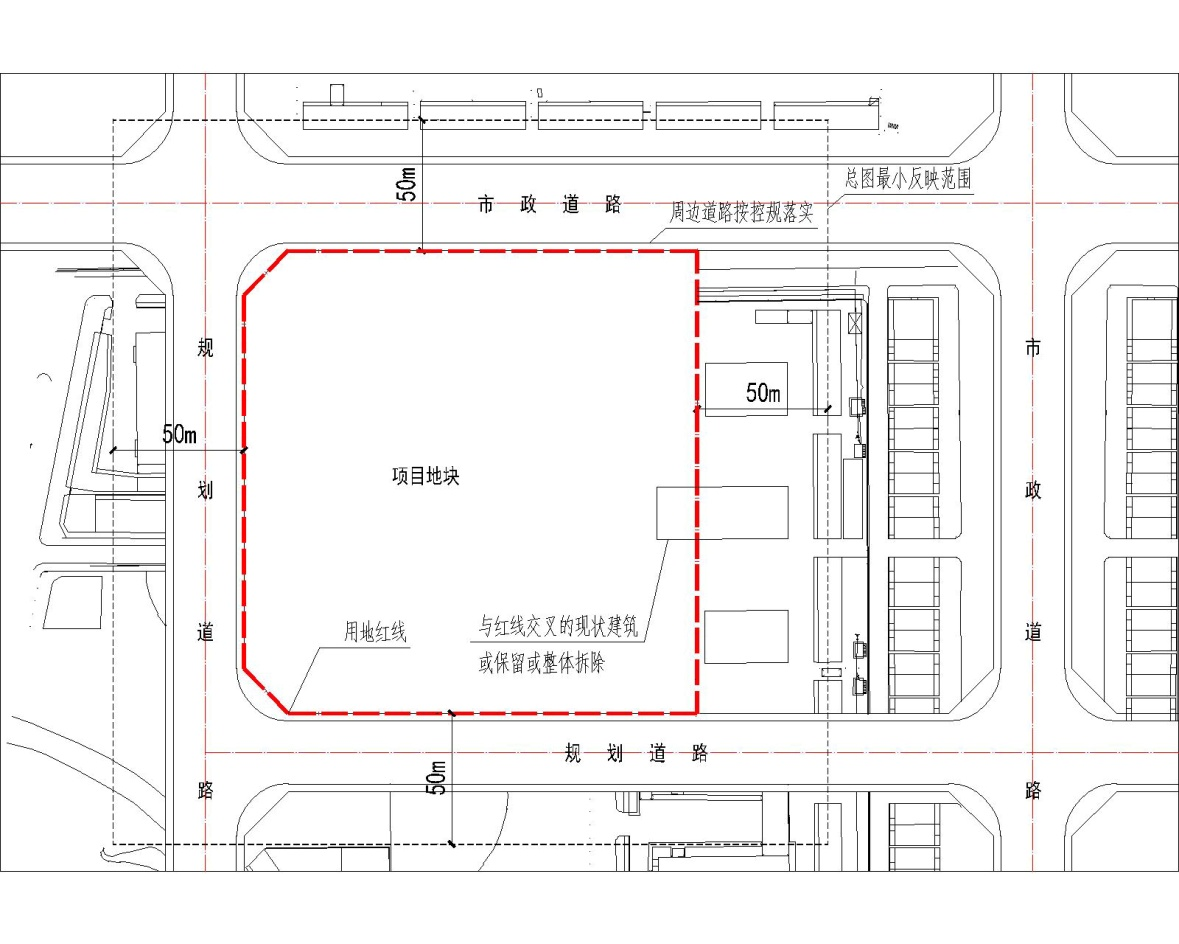 总图最小反映范围
50m
市政道路
周边道路按控规落实
规划道路
市政道路
50m
50m
项目地块
用地红线
与红线交叉的现状建筑
或保留或整体拆除
规划道路
50m